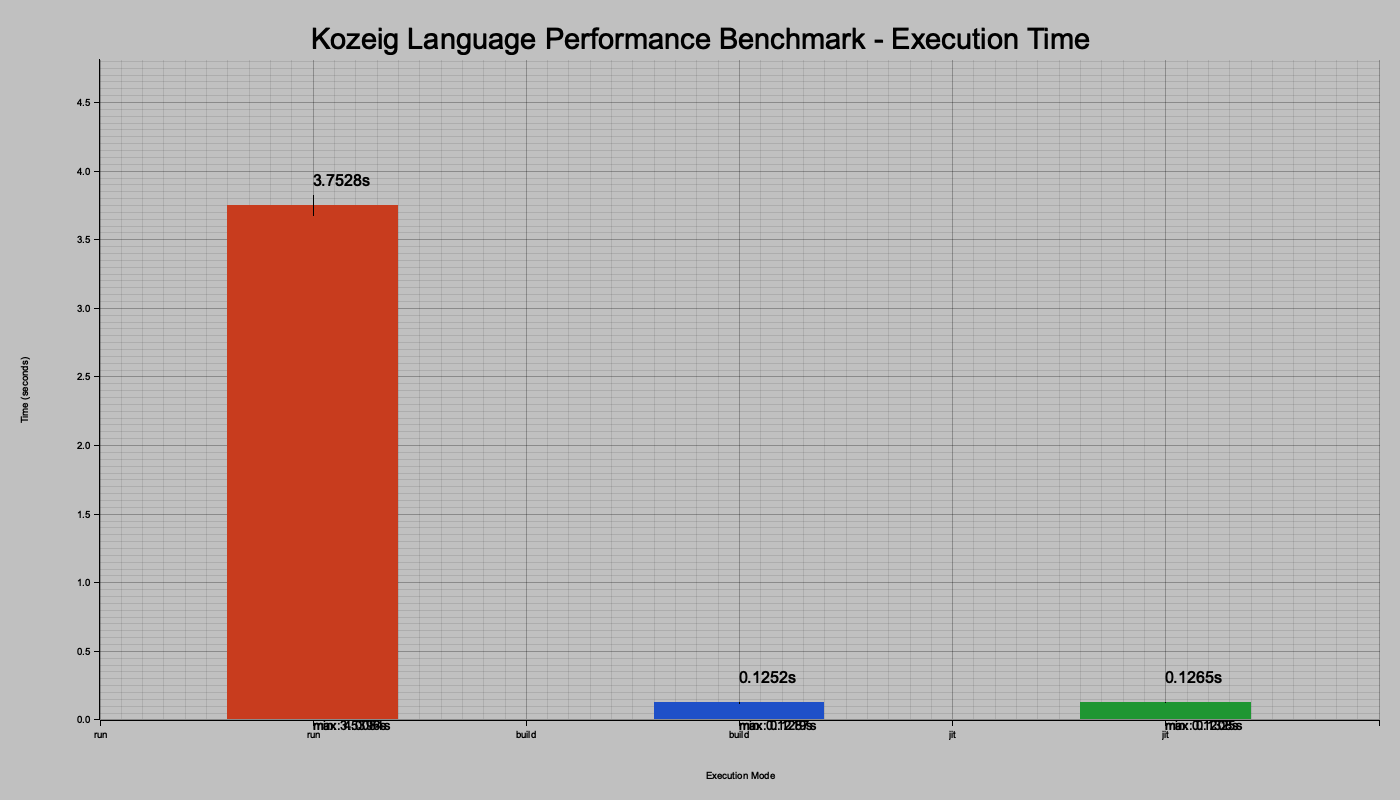 Kozeig Language Performance Benchmark - Execution Time
4.5
4.0
3.5
3.0
2.5
2.0
1.5
1.0
0.5
0.0
Time (seconds)
3.7528s
0.1252s
0.1265s
run
run
build
build
jit
jit
Execution Mode